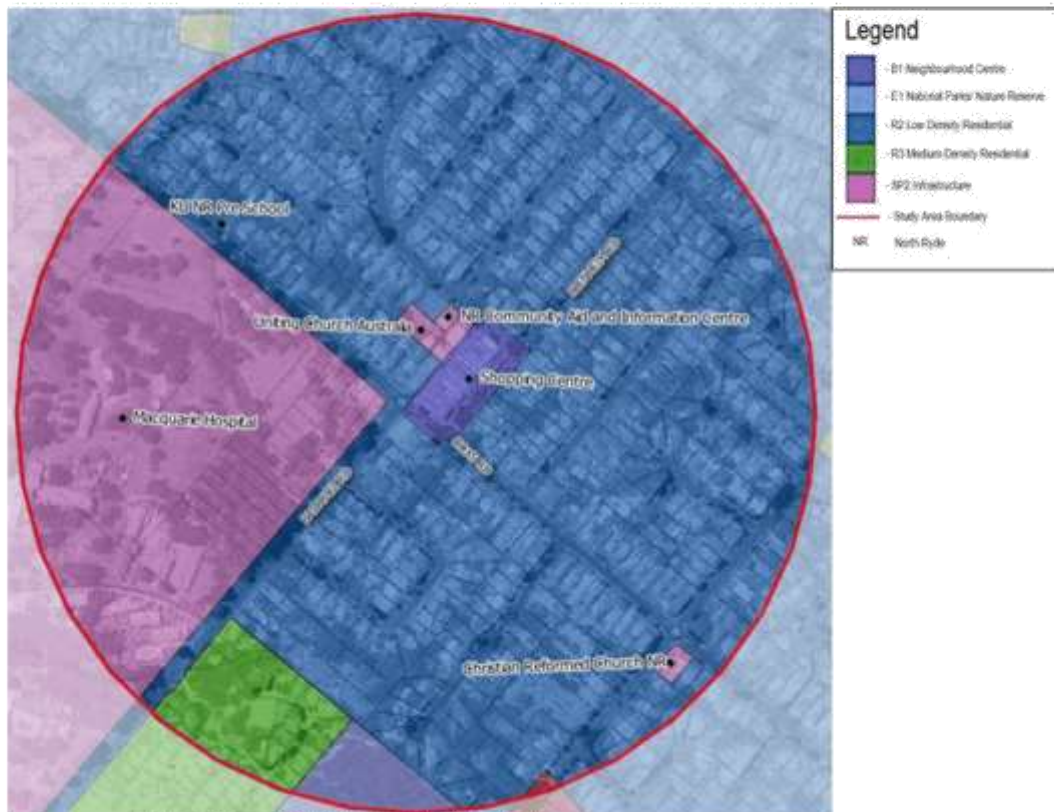 Legend
- B1 Neighbourhood Centre
- E1 National Parks/ Nature Reserve
- R2 Low Density Residential
- R3 Medium Density Residential
- SP2 Infrastructure
- Study Area Boundary
NR North Ryde
KU NR Pre-School
NR Community Aid and Information Centre
Uniting Church Australia
Shopping Centre
Macquarie Hospital
Christian Reformed Church NR